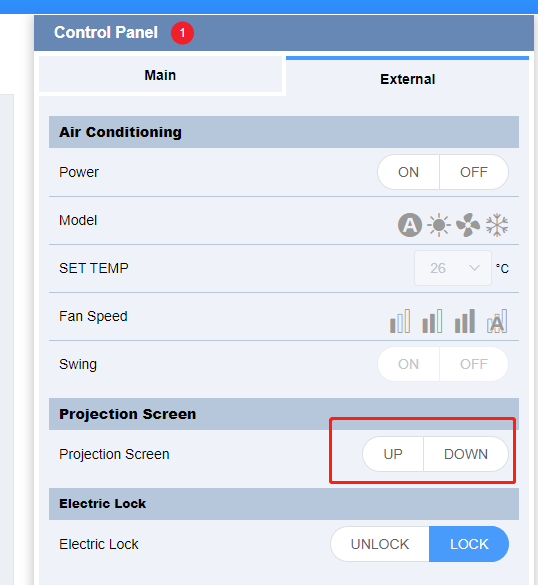 Control Panel 1
Main External
Air Conditioning
Power ON OFF
Model A
SET TEMP 26 °C
Fan Speed A
Swing ON OFF
Projection Screen
Projection Screen UP DOWN
Electric Lock
Electric Lock UNLOCK LOCK